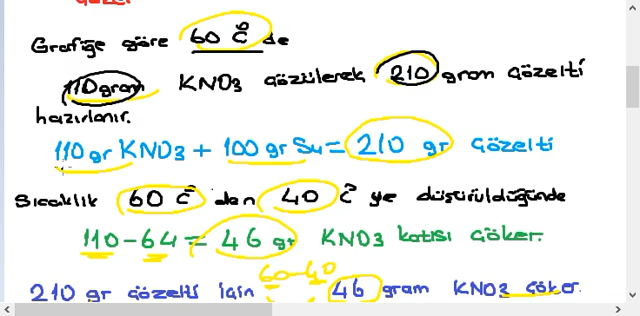 Grafiğe göre 60 °C de
110gram KNO3 çözülerek 210 gram çözelti
hazırlanır.
110 gr KNO3 + 100 gr Su = 210 gr çözelti
Sıcaklık 60 °C den 40 °C ye düşürüldüğünde
110-64 = 46 gr KNO3 katısı çöker.
60-40
210 gr çözelti için 46 gram KNO3 çöker.